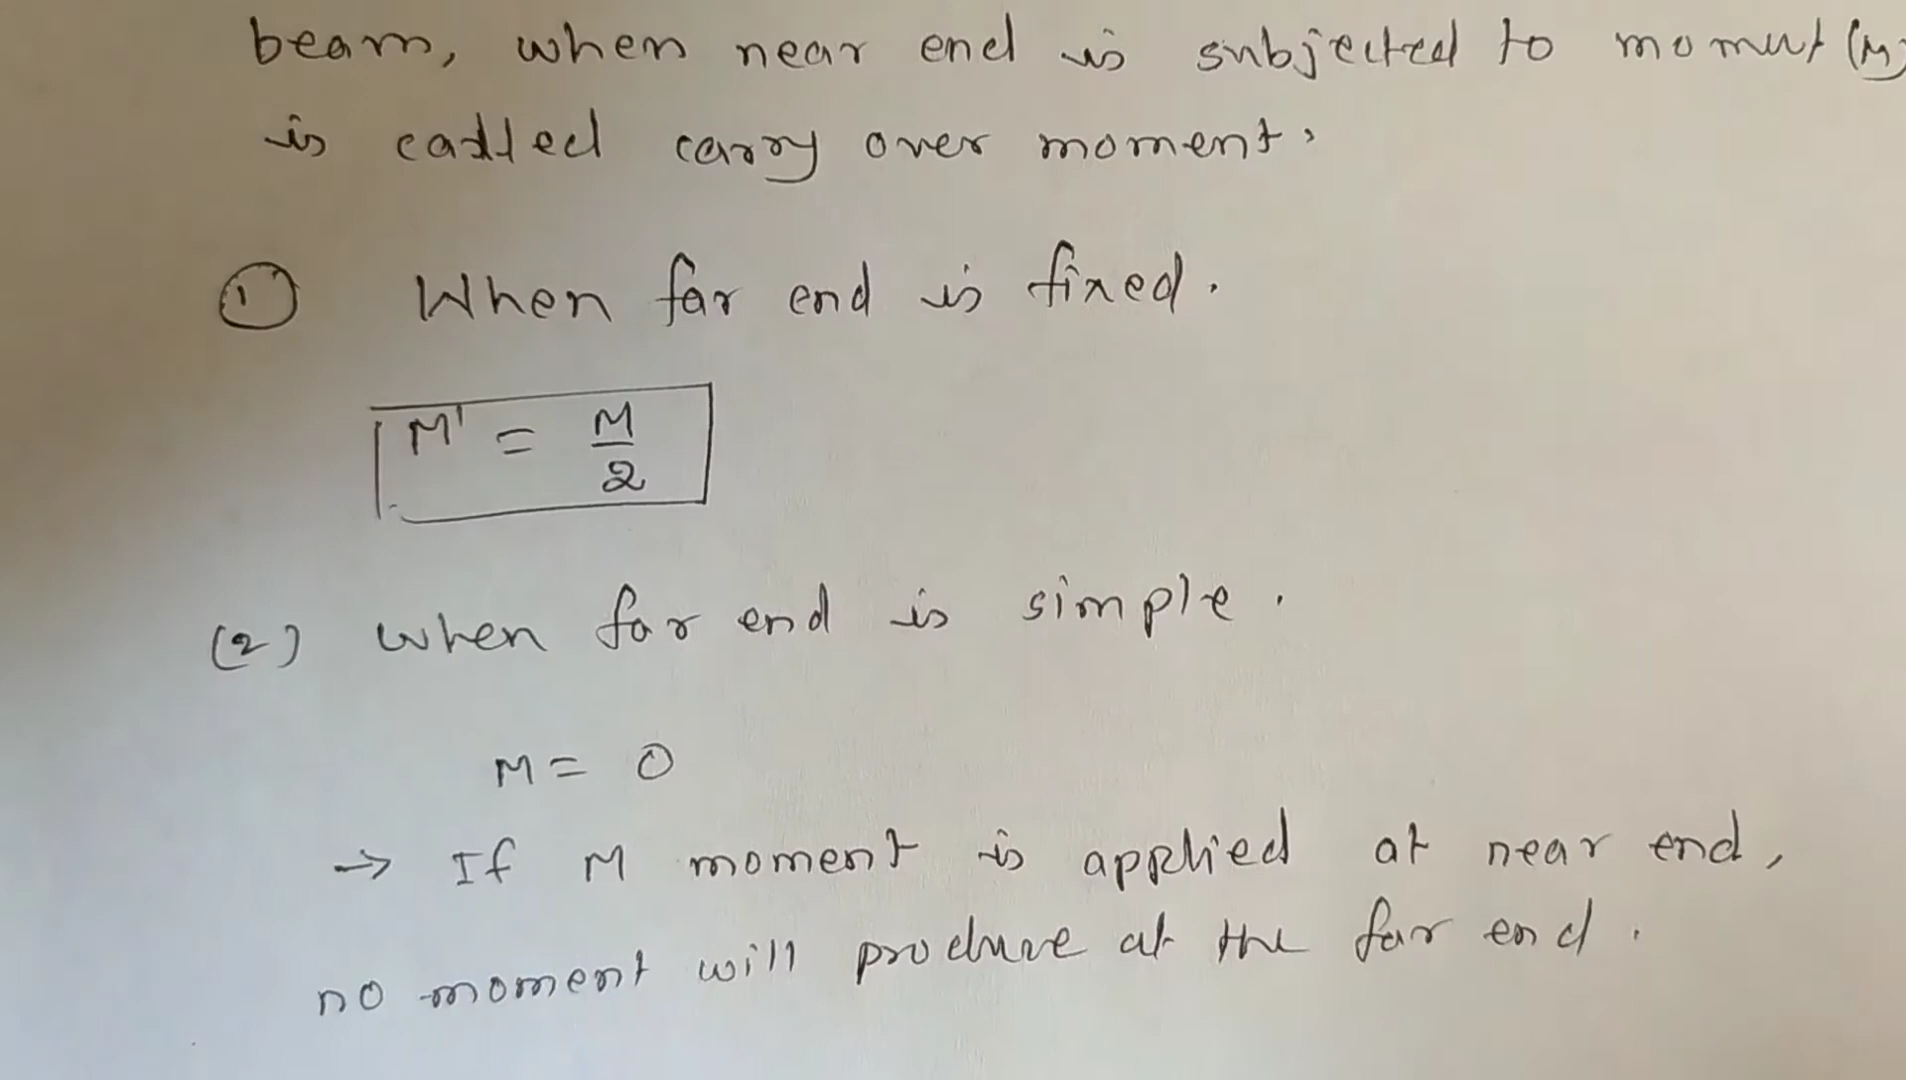 beam, when near end is subjected to moment (M)
is called carry over moment.
① When far end is fixed.
M' = M/2
(2) when far end is simple.
M = 0
→ If M moment is applied at near end,
no moment will produce at the far end.